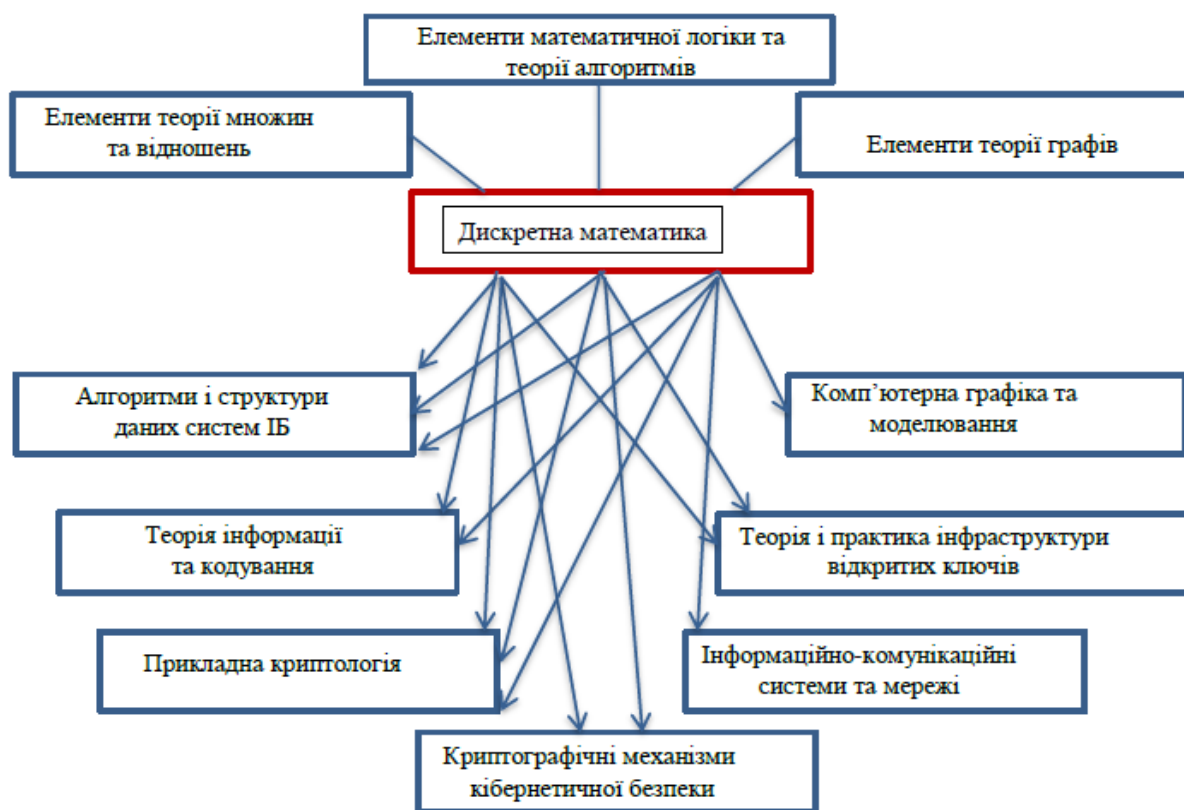 Елементи математичної логіки та
теорії алгоритмів
Елементи теорії множин
та відношень
Елементи теорії графів
Дискретна математика
Алгоритми і структури
даних систем ІБ
Комп’ютерна графіка та
моделювання
Теорія інформації
та кодування
Теорія і практика інфраструктури
відкритих ключів
Прикладна криптологія
Інформаційно-комунікаційні
системи та мережі
Криптографічні механізми
кібернетичної безпеки